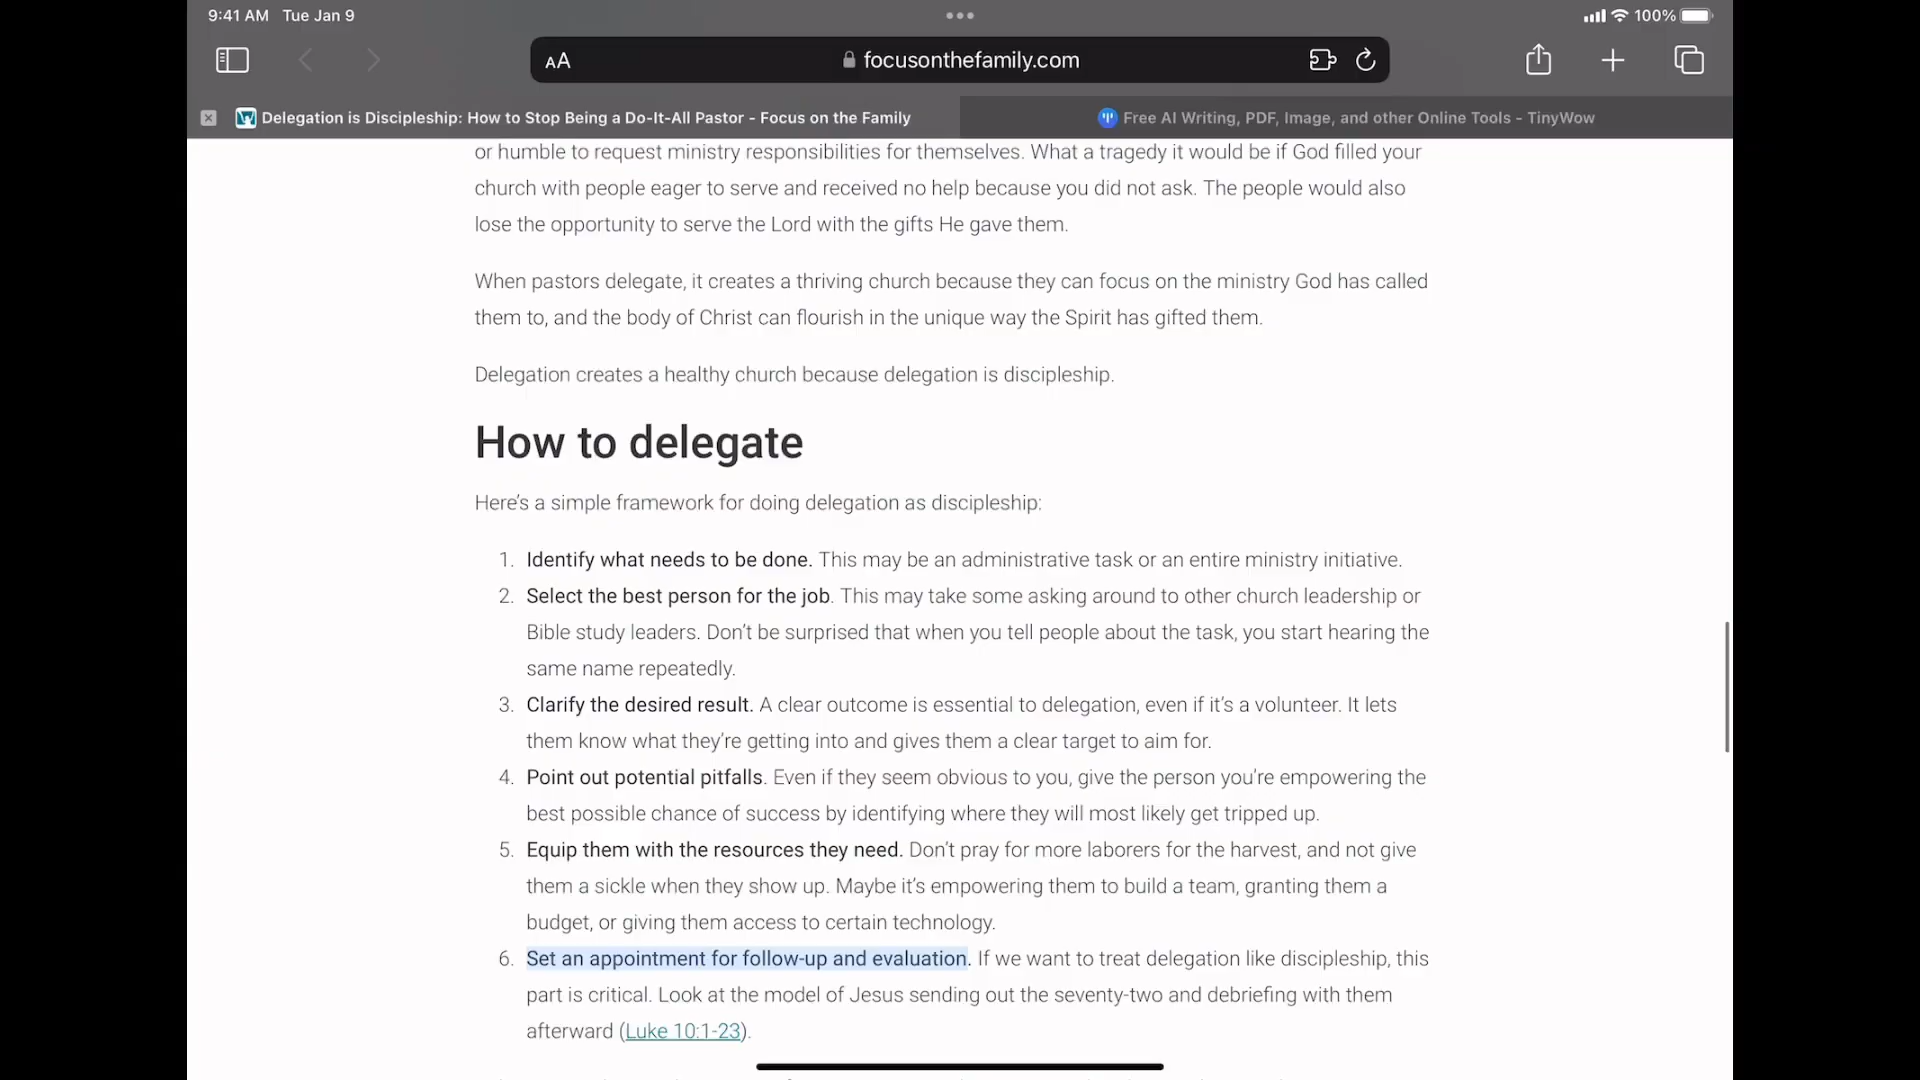 9:41 AM Tue Jan 9
100%
AA
focusonthefamily.com
Delegation is Discipleship: How to Stop Being a Do-It-All Pastor - Focus on the Family
Free AI Writing, PDF, Image, and other Online Tools - TinyWow
or humble to request ministry responsibilities for themselves. What a tragedy it would be if God filled your
church with people eager to serve and received no help because you did not ask. The people would also
lose the opportunity to serve the Lord with the gifts He gave them.
When pastors delegate, it creates a thriving church because they can focus on the ministry God has called
them to, and the body of Christ can flourish in the unique way the Spirit has gifted them.
Delegation creates a healthy church because delegation is discipleship.
How to delegate
Here's a simple framework for doing delegation as discipleship:
1. Identify what needs to be done. This may be an administrative task or an entire ministry initiative.
2. Select the best person for the job. This may take some asking around to other church leadership or
Bible study leaders. Don't be surprised that when you tell people about the task, you start hearing the
same name repeatedly.
3. Clarify the desired result. A clear outcome is essential to delegation, even if it's a volunteer. It lets
them know what they're getting into and gives them a clear target to aim for.
4. Point out potential pitfalls. Even if they seem obvious to you, give the person you're empowering the
best possible chance of success by identifying where they will most likely get tripped up.
5. Equip them with the resources they need. Don't pray for more laborers for the harvest, and not give
them a sickle when they show up. Maybe it's empowering them to build a team, granting them a
budget, or giving them access to certain technology.
6. Set an appointment for follow-up and evaluation. If we want to treat delegation like discipleship, this
part is critical. Look at the model of Jesus sending out the seventy-two and debriefing with them
afterward (Luke 10:1-23).